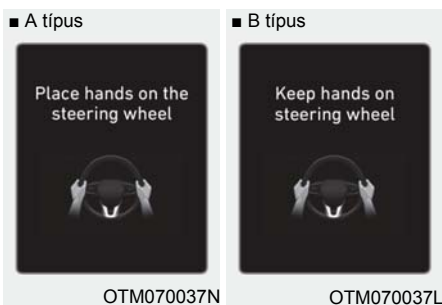 ■ A típus
Place hands on the
steering wheel
OTM070037N
■ B típus
Keep hands on
steering wheel
OTM070037L